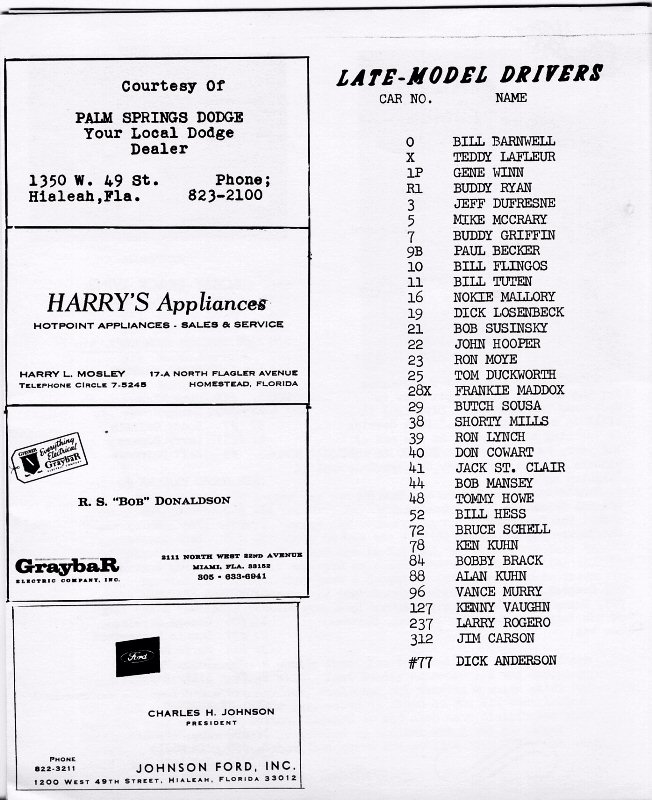 Courtesy Of
PALM SPRINGS DODGE
Your Local Dodge
Dealer
1350 W. 49 St. Phone;
Hialeah,Fla. 823-2100
HARRY'S Appliances
HOTPOINT APPLIANCES - SALES & SERVICE
HARRY L. MOSLEY 17-A NORTH FLAGLER AVENUE
TELEPHONE CIRCLE 7-5245 HOMESTEAD, FLORIDA
Everything
Electrical
GraybaR
R. S. "BOB" DONALDSON
GraybaR
ELECTRIC COMPANY, INC.
2111 NORTH WEST 22ND AVENUE
MIAMI, FLA. 33152
305 - 633-6941
Ford
CHARLES H. JOHNSON
PRESIDENT
PHONE
822-3211
JOHNSON FORD, INC.
1200 WEST 49TH STREET, HIALEAH, FLORIDA 33012
LATE-MODEL DRIVERS
CAR NO. NAME
0 BILL BARNWELL
X TEDDY LAFLEUR
1P GENE WINN
R1 BUDDY RYAN
3 JEFF DUFRESNE
5 MIKE MCCRARY
7 BUDDY GRIFFIN
9B PAUL BECKER
10 BILL FLINGOS
11 BILL TUTEN
16 NOKIE MALLORY
19 DICK LOSENBECK
21 BOB SUSINSKY
22 JOHN HOOPER
23 RON MOYE
25 TOM DUCKWORTH
28X FRANKIE MADDOX
29 BUTCH SOUSA
38 SHORTY MILLS
39 RON LYNCH
40 DON COWART
41 JACK ST. CLAIR
44 BOB MANSEY
48 TOMMY HOWE
52 BILL HESS
72 BRUCE SCHELL
78 KEN KUHN
84 BOBBY BRACK
88 ALAN KUHN
96 VANCE MURRY
127 KENNY VAUGHN
237 LARRY ROGERO
312 JIM CARSON
#77 DICK ANDERSON